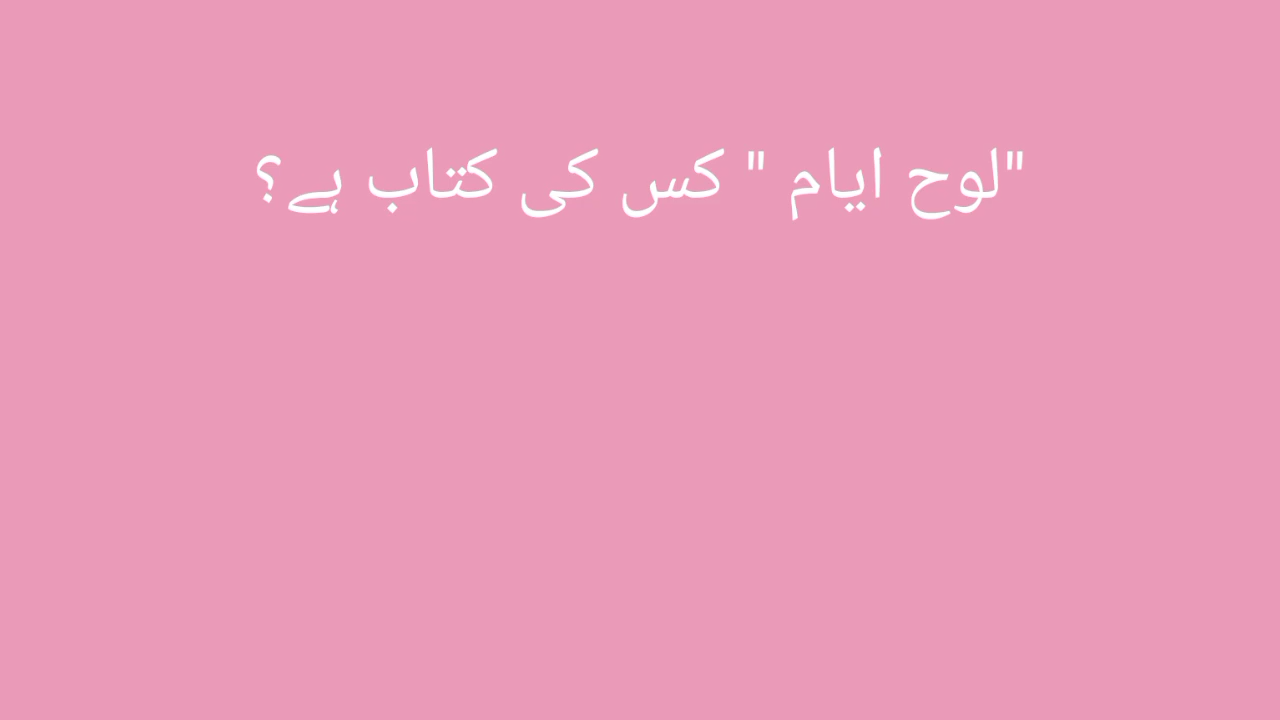 "لوح ایام " کس کی کتاب ہے؟